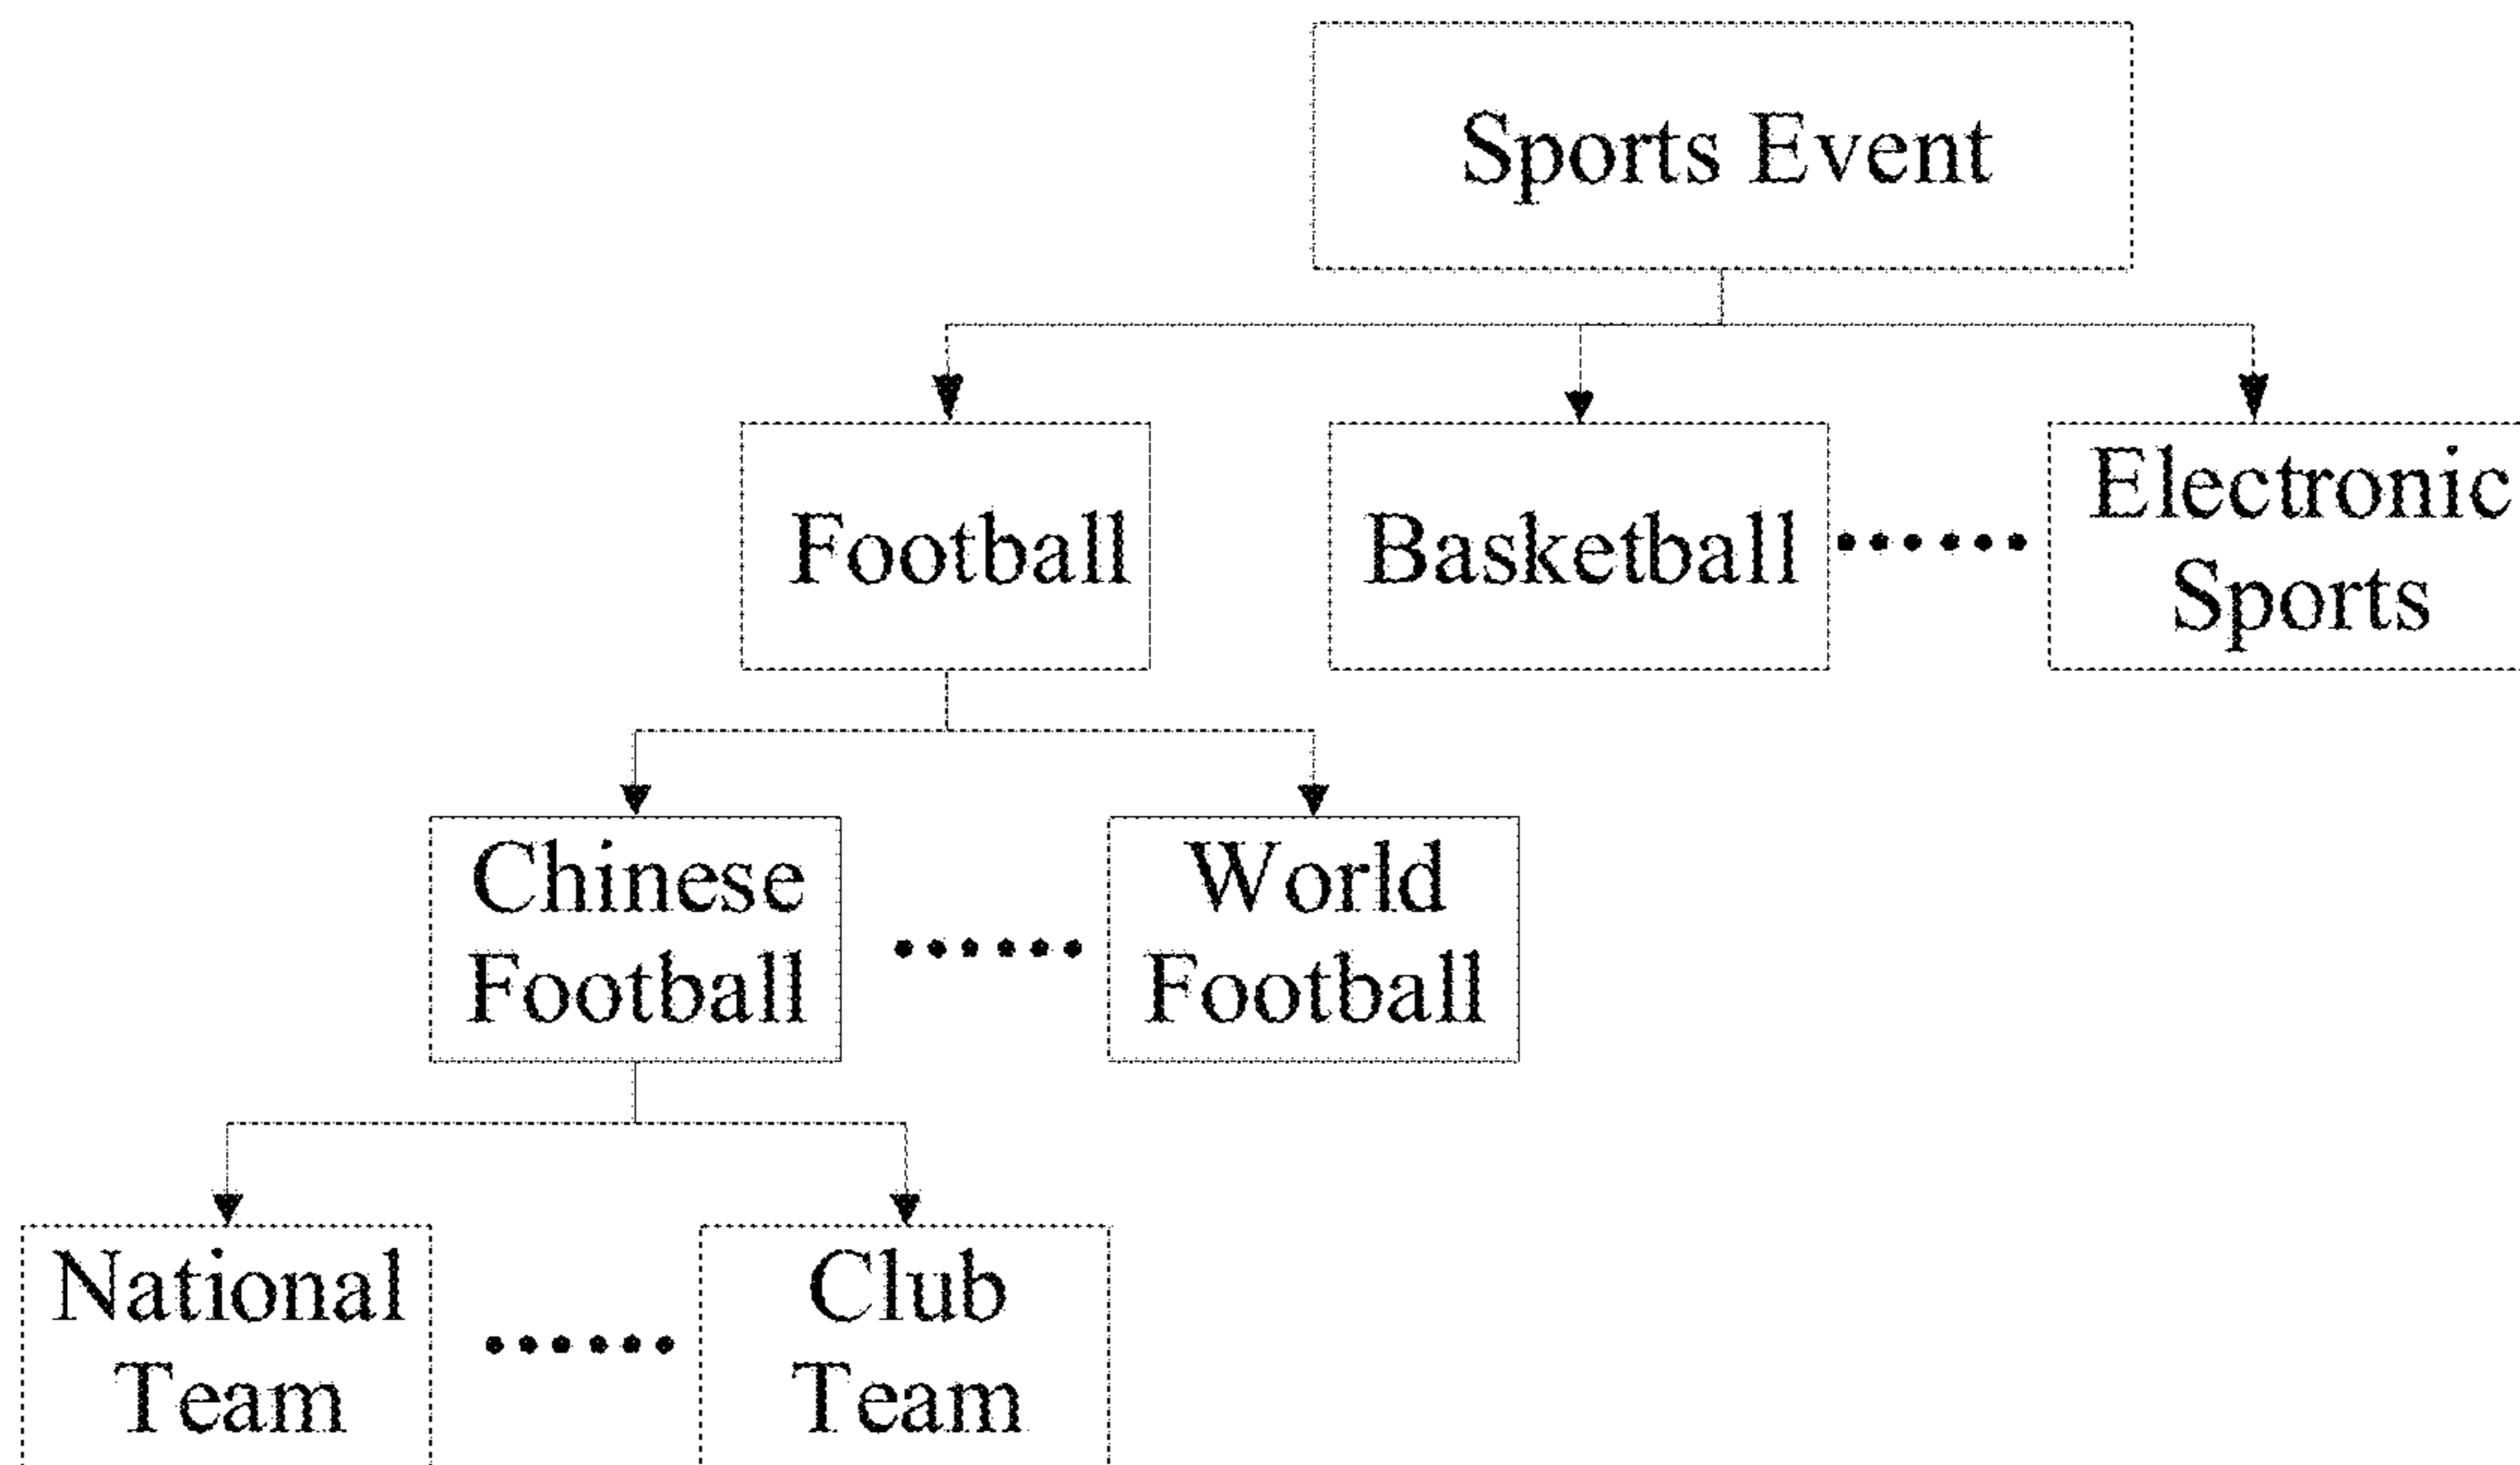 Sports Event
Football
Basketball
Electronic
Sports
Chinese
Football
World
Football
National
Team
Club
Team